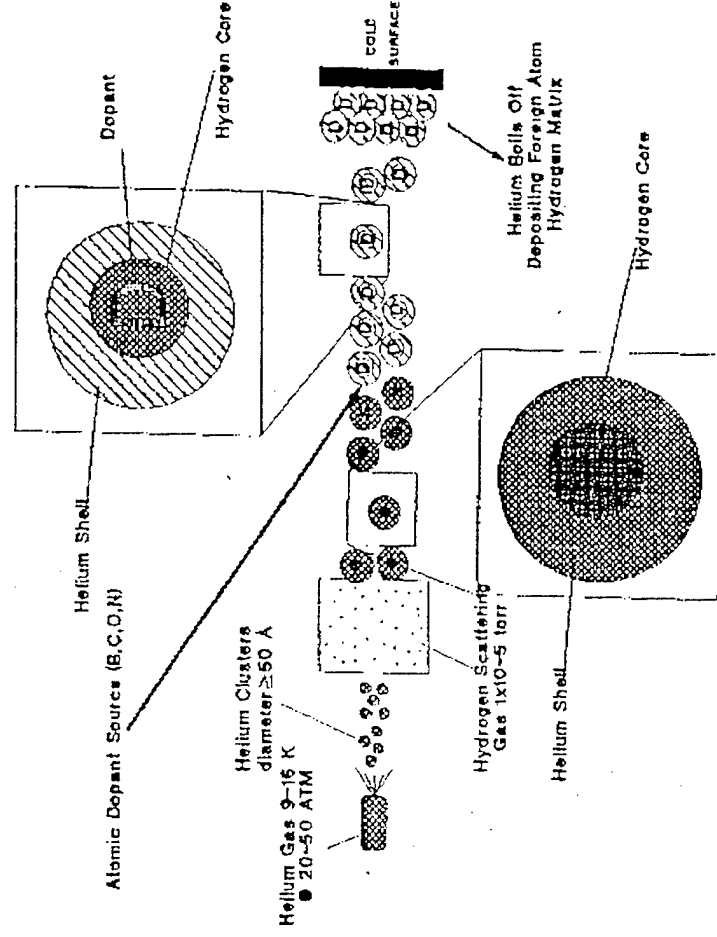 COLD
SURFACE
Dopant
Hydrogen Core
Helium Shell
Atomic Dopant Source (B,C,O,N)
Helium Boils Off
Depositing Foreign Atom
Hydrogen Matrix
Helium Clusters
diameter ≥50 Å
Helium Gas 9-16 K
@ 20-50 ATM
Hydrogen Scattering
Gas 1x10-5 torr
Hydrogen Core
Helium Shell